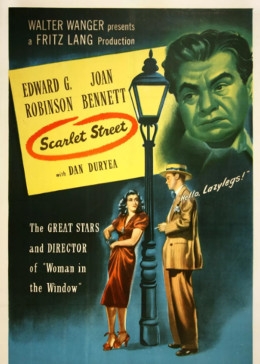 WALTER WANGER presents
a FRITZ LANG Production
EDWARD G. JOAN
ROBINSON BENNETT
Scarlet Street
with DAN DURYEA
"Hello, Lazylegs!"
The GREAT STARS
and DIRECTOR
of "Woman in
the Window"